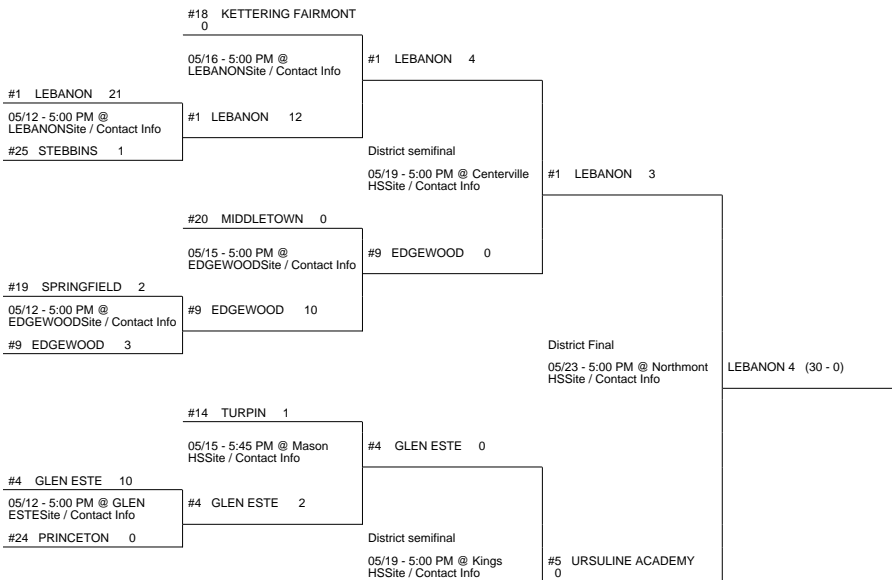 #18 KETTERING FAIRMONT
0
05/16 - 5:00 PM @
LEBANONSite / Contact Info
#1 LEBANON 4
#1 LEBANON 21
05/12 - 5:00 PM @
LEBANONSite / Contact Info
#1 LEBANON 12
#25 STEBBINS 1
District semifinal
05/19 - 5:00 PM @ Centerville
HSSite / Contact Info
#1 LEBANON 3
#20 MIDDLETOWN 0
05/15 - 5:00 PM @
EDGEWOODSite / Contact Info
#9 EDGEWOOD 0
#19 SPRINGFIELD 2
05/12 - 5:00 PM @
EDGEWOODSite / Contact Info
#9 EDGEWOOD 10
#9 EDGEWOOD 3
District Final
05/23 - 5:00 PM @ Northmont
HSSite / Contact Info
LEBANON 4 (30 - 0)
#14 TURPIN 1
05/15 - 5:45 PM @ Mason
HSSite / Contact Info
#4 GLEN ESTE 0
#4 GLEN ESTE 10
05/12 - 5:00 PM @ GLEN
ESTESite / Contact Info
#4 GLEN ESTE 2
#24 PRINCETON 0
District semifinal
05/19 - 5:00 PM @ Kings
HSSite / Contact Info
#5 URSULINE ACADEMY
0